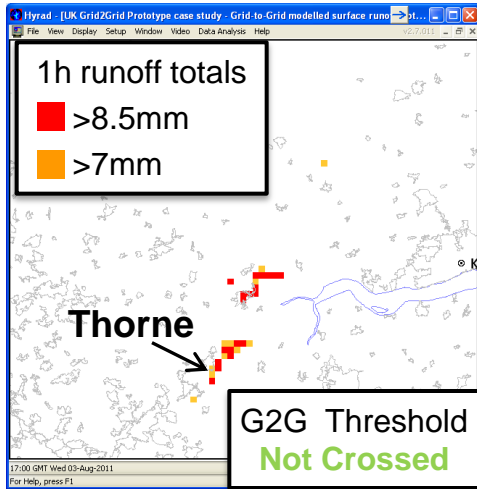 Hyrad - [UK Grid2Grid Prototype case study - Grid-to-Grid modelled surface runo
File View Display Setup Window Video Data Analysis Help v2.7.011
1h runoff totals
>8.5mm
>7mm
K
Thorne
G2G Threshold
Not Crossed
17:00 GMT Wed 03-Aug-2011
For Help, press F1